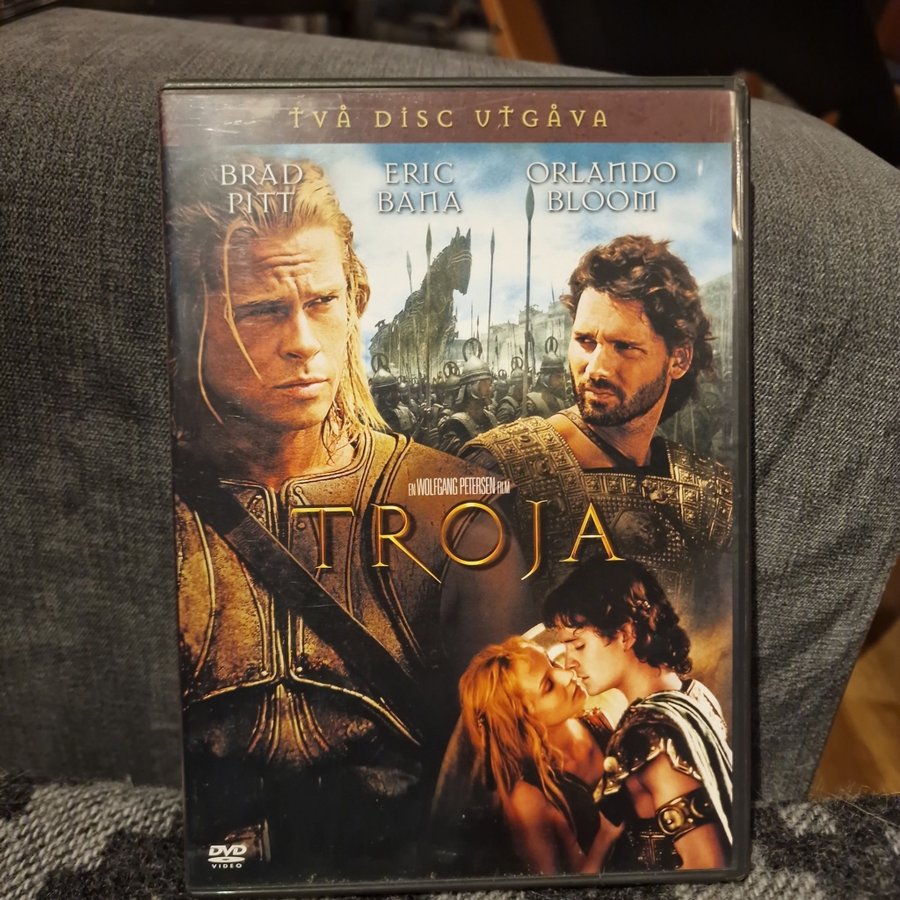 TVÅ DISC UTGÅVA
BRAD PITT
ERIC BANA
ORLANDO BLOOM
EN WOLFGANG PETERSEN FILM
TROJA
DVD
VIDEO